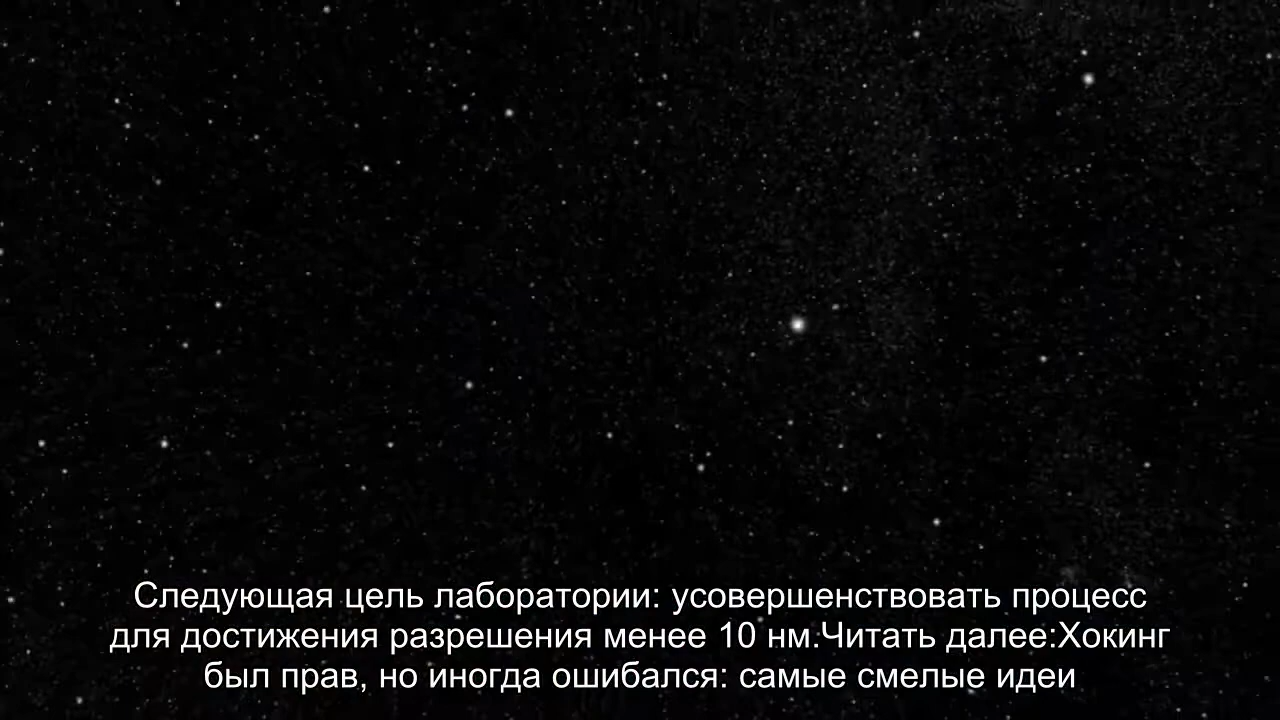 Следующая цель лаборатории: усовершенствовать процесс
для достижения разрешения менее 10 нм.Читать далее:Хокинг
был прав, но иногда ошибался: самые смелые идеи